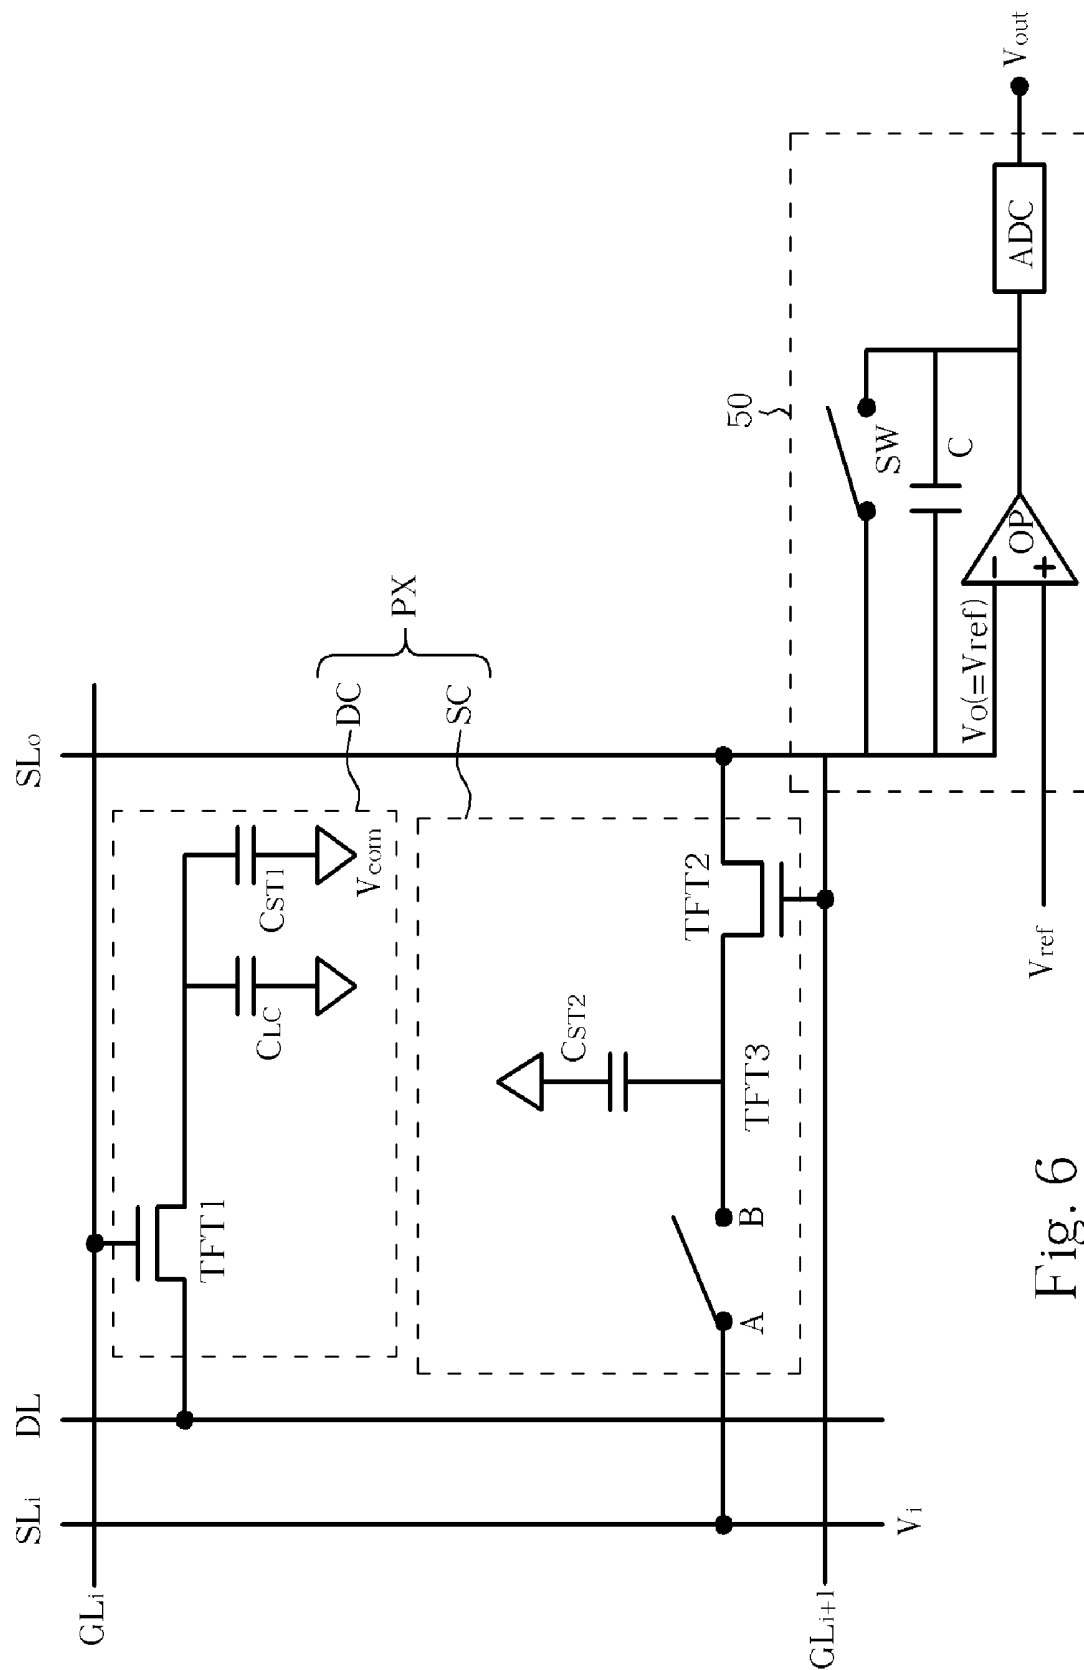 SLi
DL
SLo
GLi
TFT1
CLC
CST1
Vcom
DC
SC
PX
A
B
TFT3
CST2
TFT2
GLi+1
Vi
50
SW
C
Vo(=Vref)
OP
−
+
Vref
ADC
Vout
Fig. 6